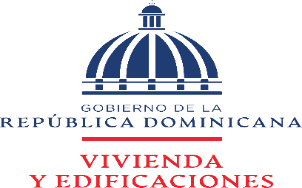 GOBIERNO DE LA
REPÚBLICA DOMINICANA
VIVIENDA
Y EDIFICACIONES